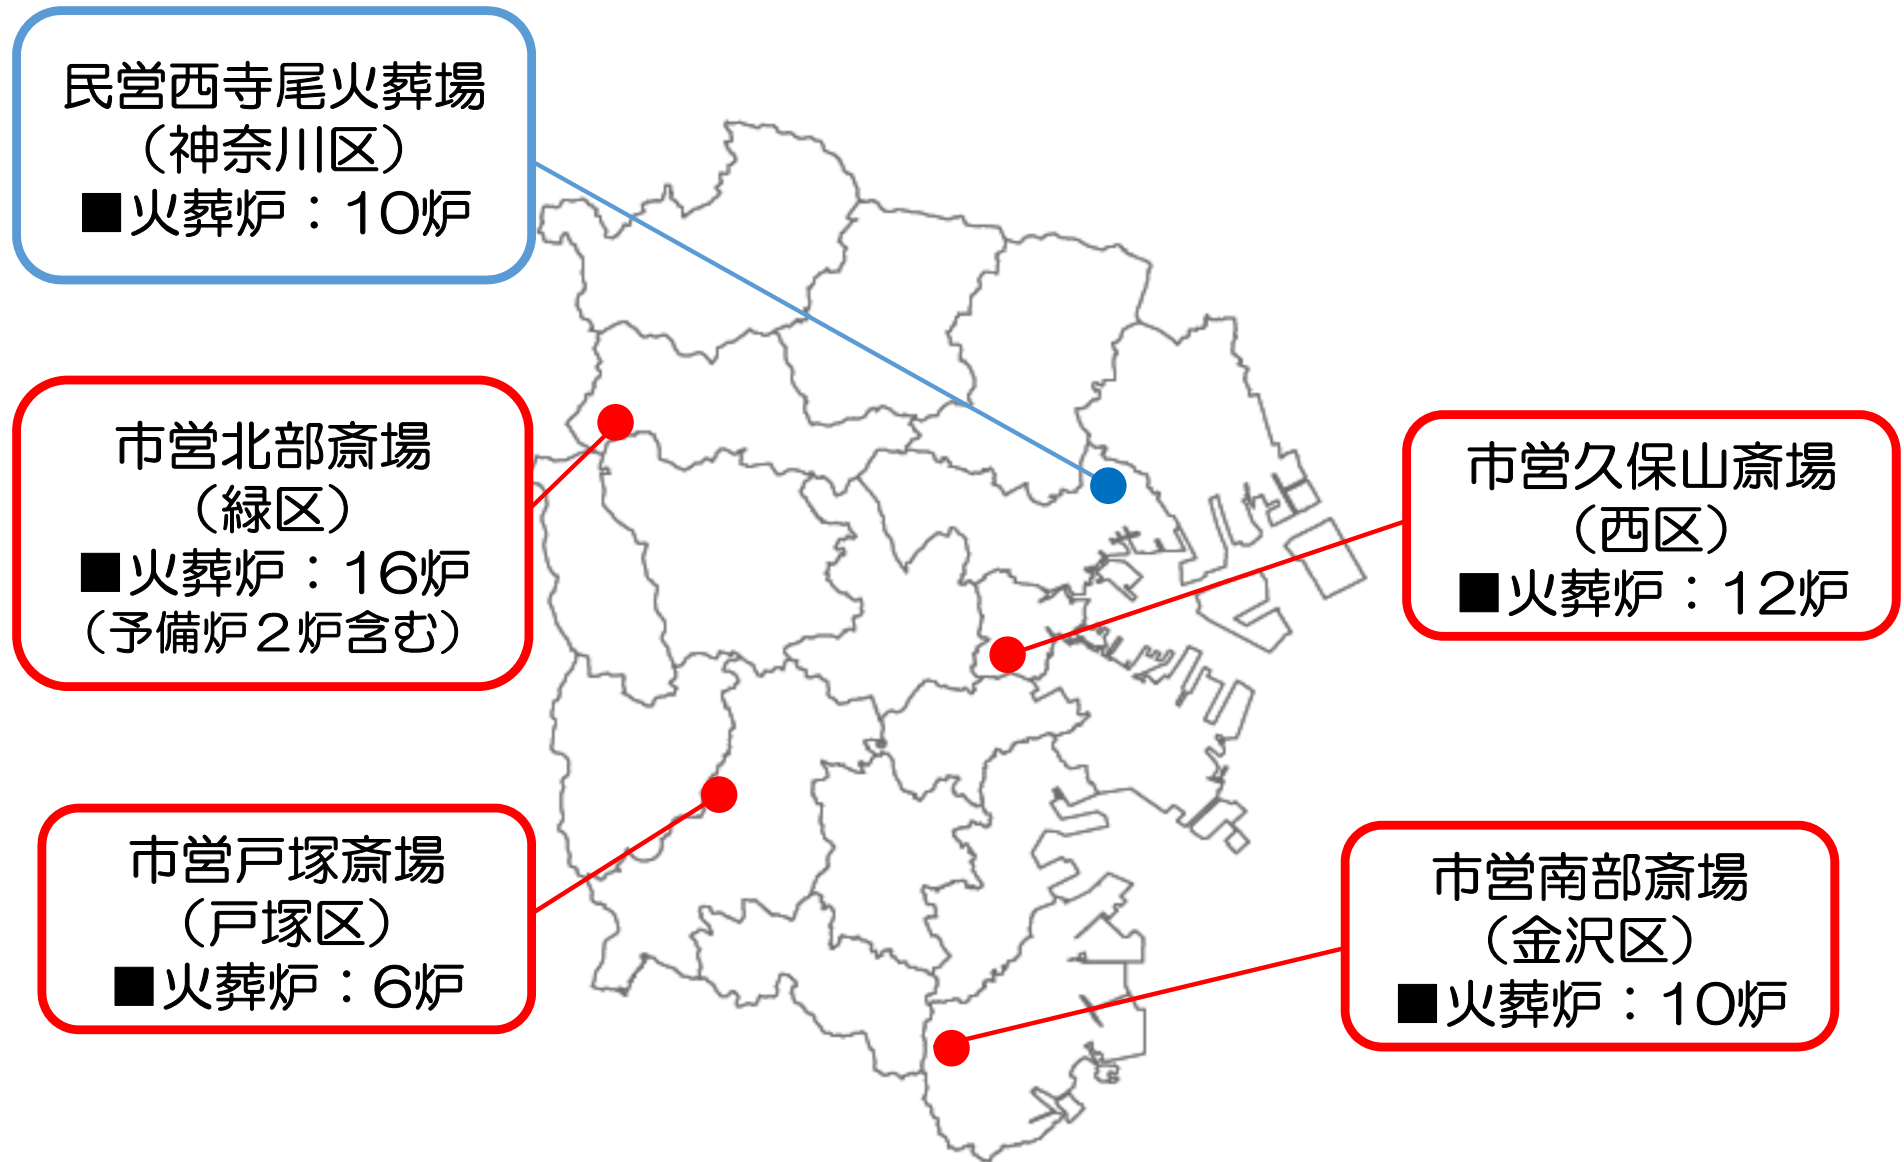 民営西寺尾火葬場
（神奈川区）
■火葬炉：10炉
市営北部斎場
（緑区）
■火葬炉：16炉
（予備炉２炉含む）
市営久保山斎場
（西区）
■火葬炉：12炉
市営戸塚斎場
（戸塚区）
■火葬炉：6炉
市営南部斎場
（金沢区）
■火葬炉：10炉